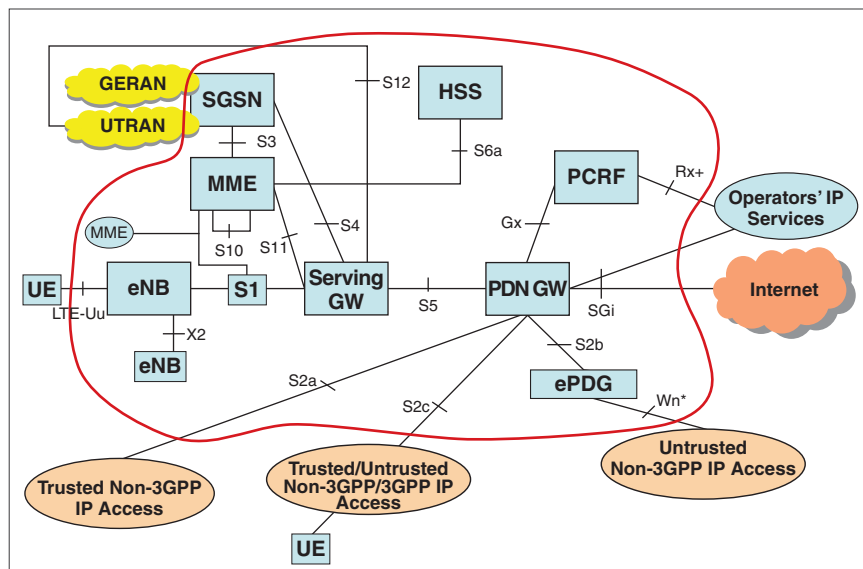 GERAN
UTRAN
SGSN
S12
HSS
S3
S6a
MME
PCRF
Rx+
Operators' IP
Services
MME
S10
S11
S4
Gx
UE
LTE-Uu
eNB
S1
Serving
GW
S5
PDN GW
SGi
Internet
X2
eNB
S2b
ePDG
S2a
S2c
Wn*
Trusted Non-3GPP
IP Access
Trusted/Untrusted
Non-3GPP/3GPP IP
Access
Untrusted
Non-3GPP IP Access
UE